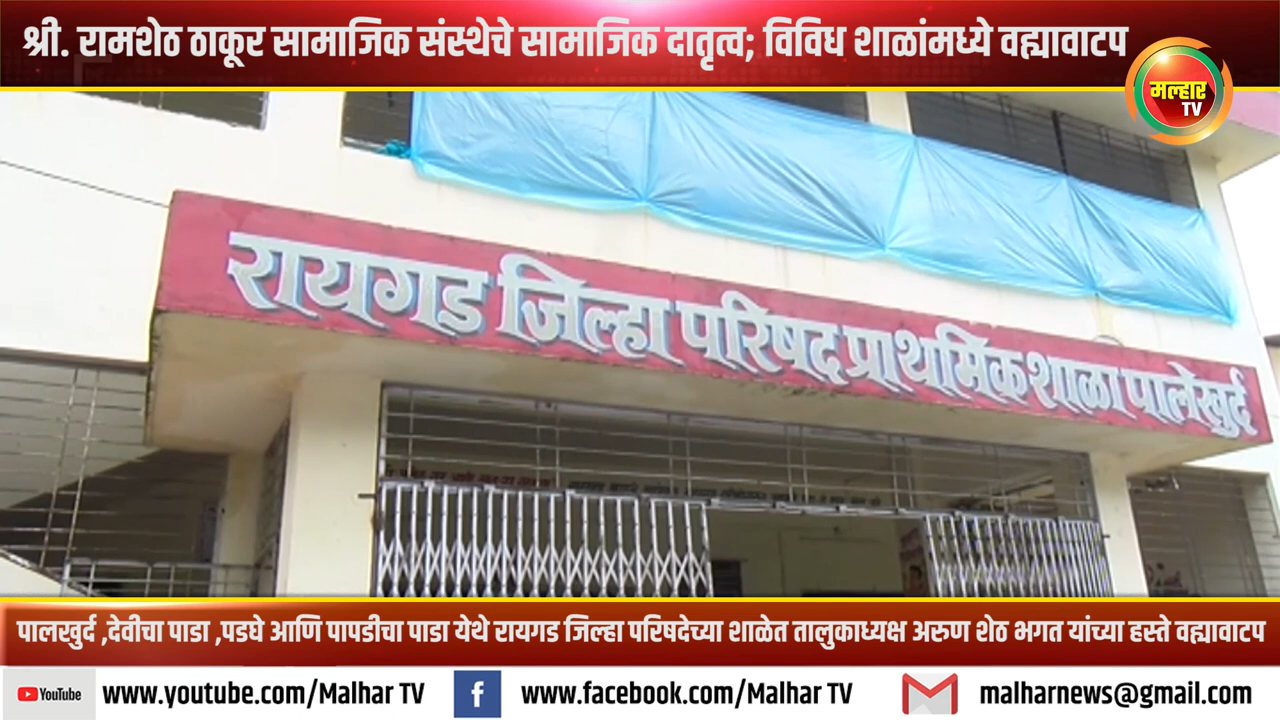 श्री. रामशेठ ठाकूर सामाजिक संस्थेचे सामाजिक दातृत्व; विविध शाळांमध्ये वह्यावाटप
मल्हार
TV
रायगड जिल्हा परिषद प्राथमिक शाळा पालेखुर्द
पालखुर्द ,देवीचा पाडा ,पडघे आणि पापडीचा पाडा येथे रायगड जिल्हा परिषदेच्या शाळेत तालुकाध्यक्ष अरुण शेठ भगत यांच्या हस्ते वह्यावाटप
YouTube www.youtube.com/Malhar TV f www.facebook.com/Malhar TV malharnews@gmail.com